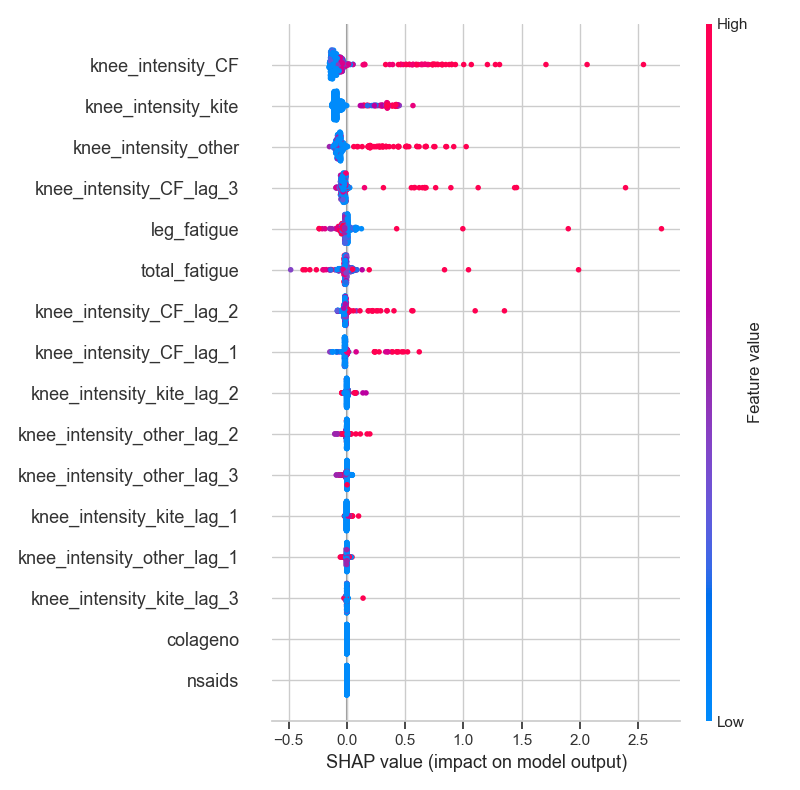 High
knee_intensity_CF
knee_intensity_kite
knee_intensity_other
knee_intensity_CF_lag_3
leg_fatigue
total_fatigue
knee_intensity_CF_lag_2
knee_intensity_CF_lag_1
knee_intensity_kite_lag_2
knee_intensity_other_lag_2
knee_intensity_other_lag_3
knee_intensity_kite_lag_1
knee_intensity_other_lag_1
knee_intensity_kite_lag_3
colageno
nsaids
Feature value
Low
−0.5 0.0 0.5 1.0 1.5 2.0 2.5
SHAP value (impact on model output)